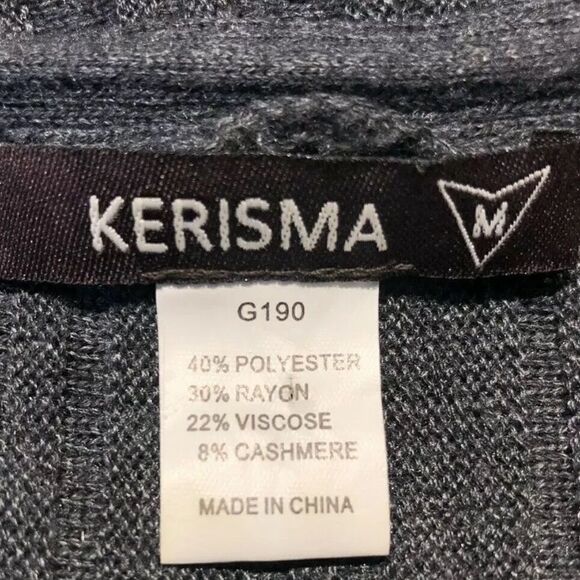 KERISMA M
G190
40% POLYESTER
30% RAYON
22% VISCOSE
8% CASHMERE
MADE IN CHINA